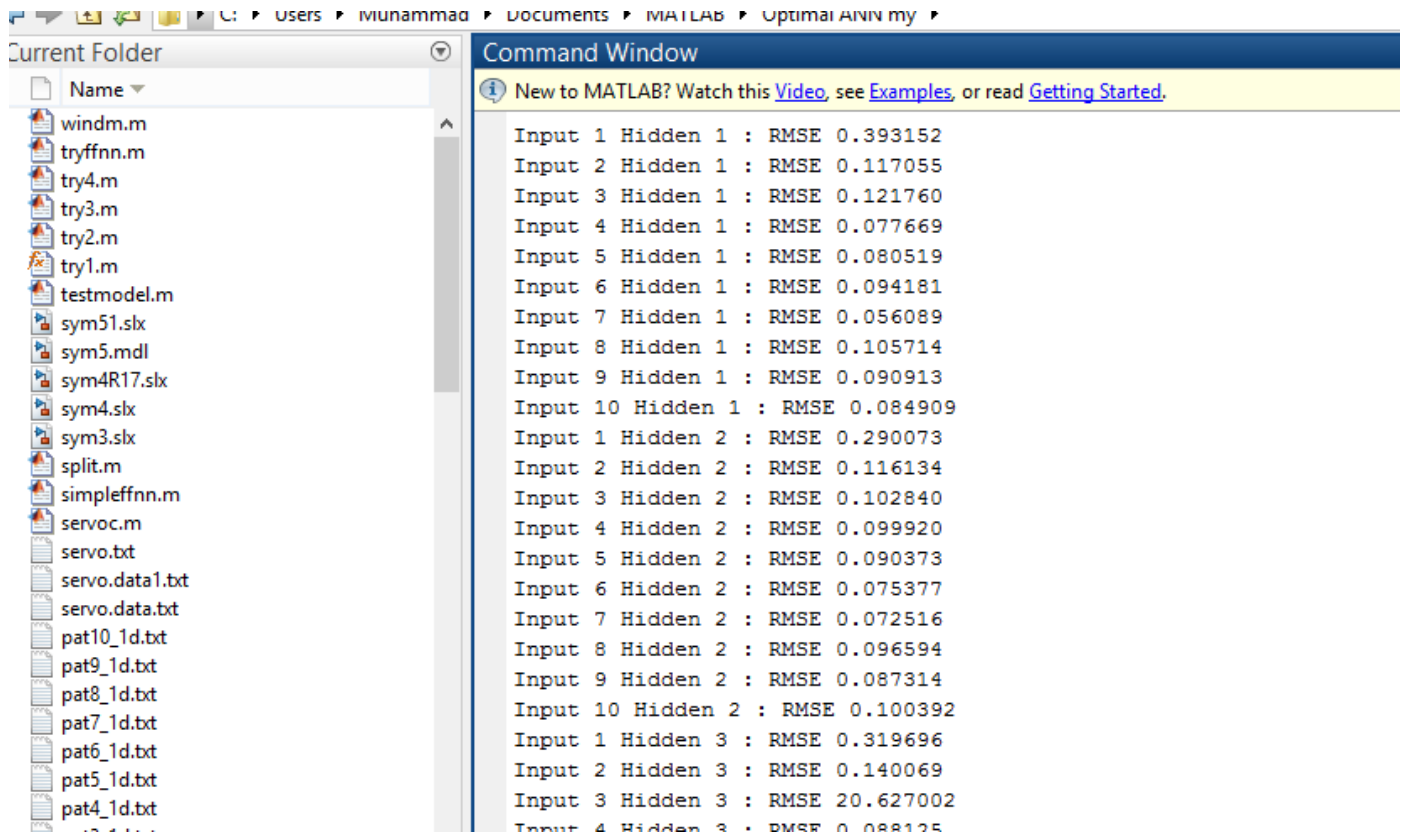 C: ▸ Users ▸ Muhammad ▸ Documents ▸ MATLAB ▸ Optimal ANN my ▸
Current Folder
Name
windm.m
tryffnn.m
try4.m
try3.m
try2.m
try1.m
testmodel.m
sym51.slx
sym5.mdl
sym4R17.slx
sym4.slx
sym3.slx
split.m
simpleffnn.m
servoc.m
servo.txt
servo.data1.txt
servo.data.txt
pat10_1d.txt
pat9_1d.txt
pat8_1d.txt
pat7_1d.txt
pat6_1d.txt
pat5_1d.txt
pat4_1d.txt
Command Window
New to MATLAB? Watch this Video, see Examples, or read Getting Started.
Input 1 Hidden 1 : RMSE 0.393152
Input 2 Hidden 1 : RMSE 0.117055
Input 3 Hidden 1 : RMSE 0.121760
Input 4 Hidden 1 : RMSE 0.077669
Input 5 Hidden 1 : RMSE 0.080519
Input 6 Hidden 1 : RMSE 0.094181
Input 7 Hidden 1 : RMSE 0.056089
Input 8 Hidden 1 : RMSE 0.105714
Input 9 Hidden 1 : RMSE 0.090913
Input 10 Hidden 1 : RMSE 0.084909
Input 1 Hidden 2 : RMSE 0.290073
Input 2 Hidden 2 : RMSE 0.116134
Input 3 Hidden 2 : RMSE 0.102840
Input 4 Hidden 2 : RMSE 0.099920
Input 5 Hidden 2 : RMSE 0.090373
Input 6 Hidden 2 : RMSE 0.075377
Input 7 Hidden 2 : RMSE 0.072516
Input 8 Hidden 2 : RMSE 0.096594
Input 9 Hidden 2 : RMSE 0.087314
Input 10 Hidden 2 : RMSE 0.100392
Input 1 Hidden 3 : RMSE 0.319696
Input 2 Hidden 3 : RMSE 0.140069
Input 3 Hidden 3 : RMSE 20.627002
Input 4 Hidden 3 : RMSE 0.088125